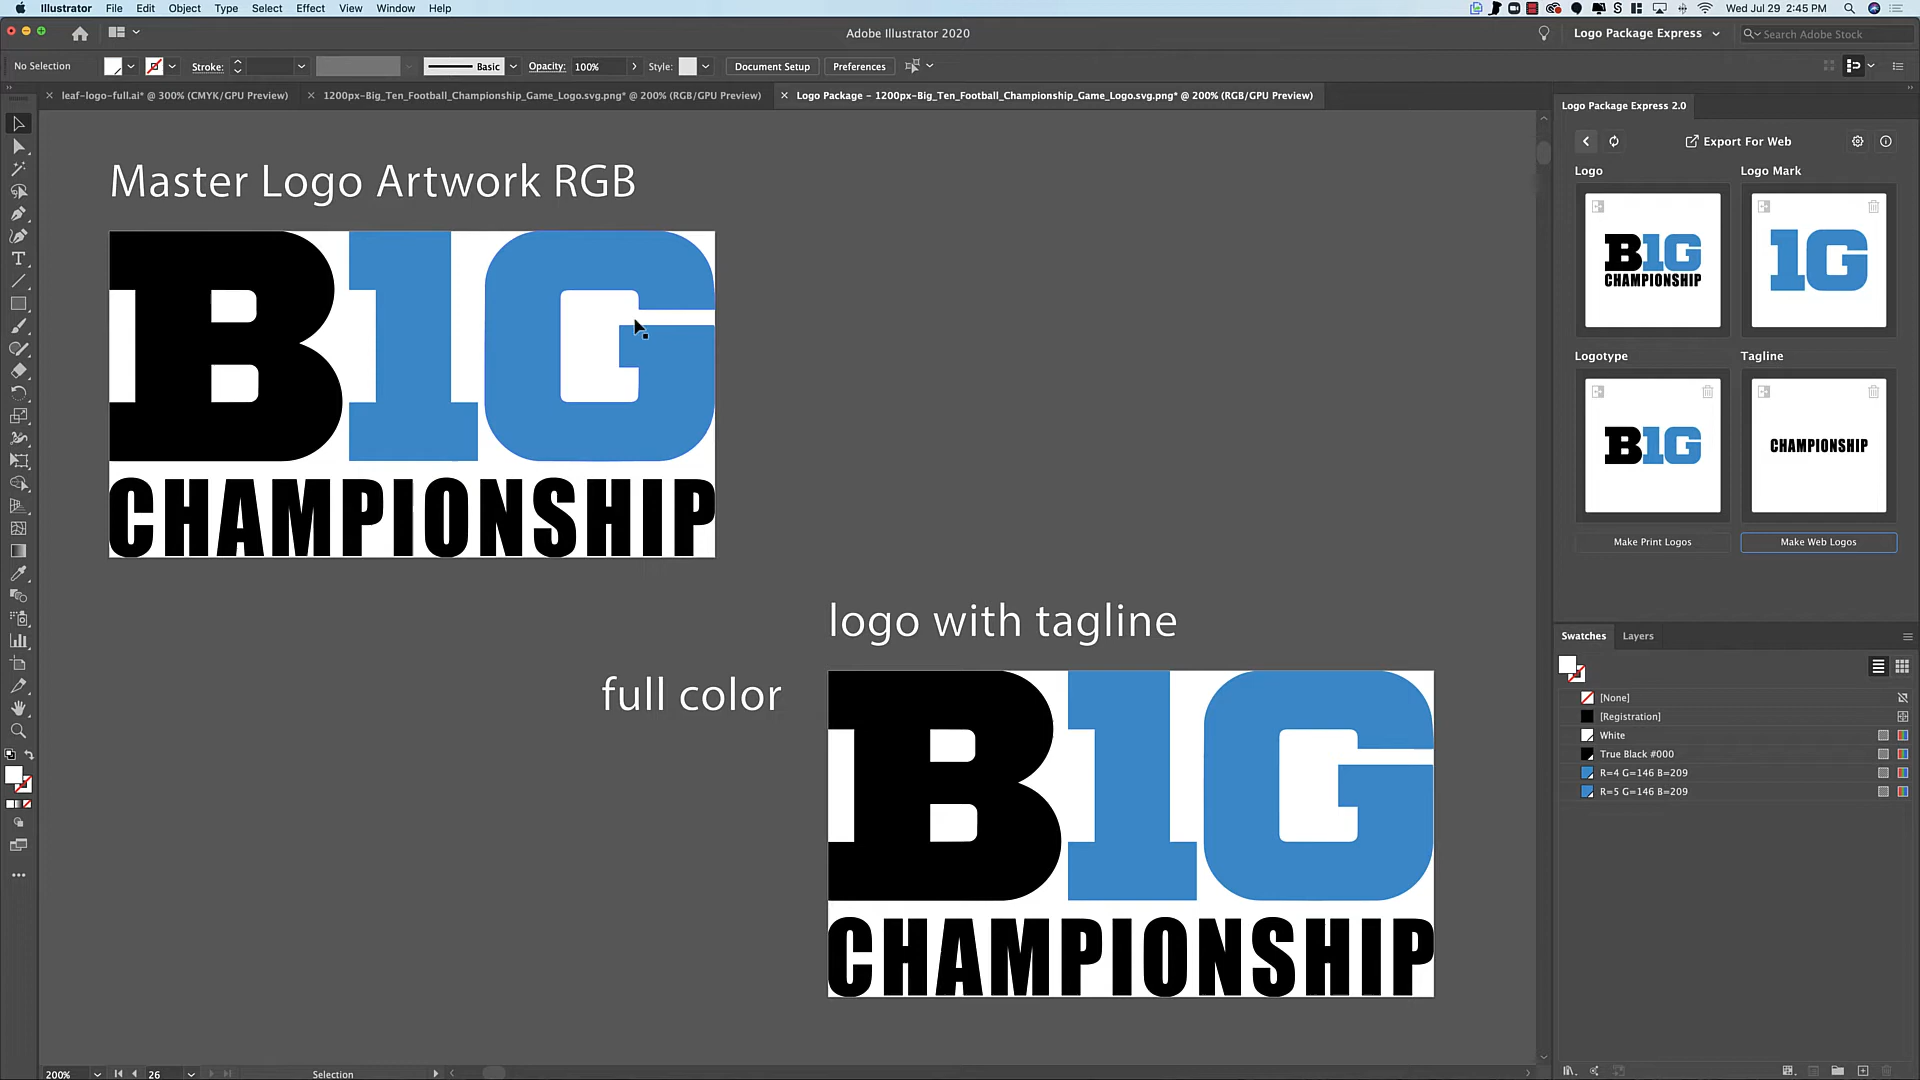 Illustrator File Edit Object Type Select Effect View Window Help
Wed Jul 29 2:45 PM
Adobe Illustrator 2020
Logo Package Express
Search Adobe Stock
No Selection
Stroke:
Basic
Opacity: 100%
Style:
Document Setup
Preferences
leaf-logo-full.ai* @ 300% (CMYK/GPU Preview)
1200px-Big_Ten_Football_Championship_Game_Logo.svg.png* @ 200% (RGB/GPU Preview)
Logo Package - 1200px-Big_Ten_Football_Championship_Game_Logo.svg.png* @ 200% (RGB/GPU Preview)
Master Logo Artwork RGB
B1G
CHAMPIONSHIP
logo with tagline
full color
B1G
CHAMPIONSHIP
Logo Package Express 2.0
Export For Web
Logo
Logo Mark
B1G
CHAMPIONSHIP
1G
Logotype
Tagline
B1G
CHAMPIONSHIP
Make Print Logos
Make Web Logos
Swatches
Layers
[None]
[Registration]
White
True Black #000
R=4 G=146 B=209
R=5 G=146 B=209
200%
26
Selection